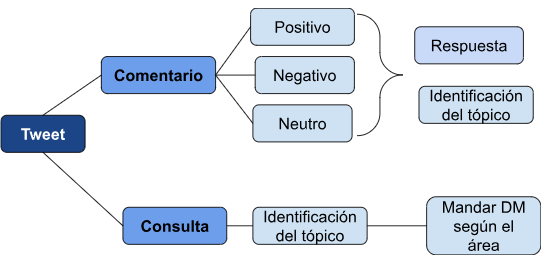 Tweet
Comentario
Positivo
Negativo
Neutro
Respuesta
Identificación
del tópico
Consulta
Identificación
del tópico
Mandar DM
según el
área